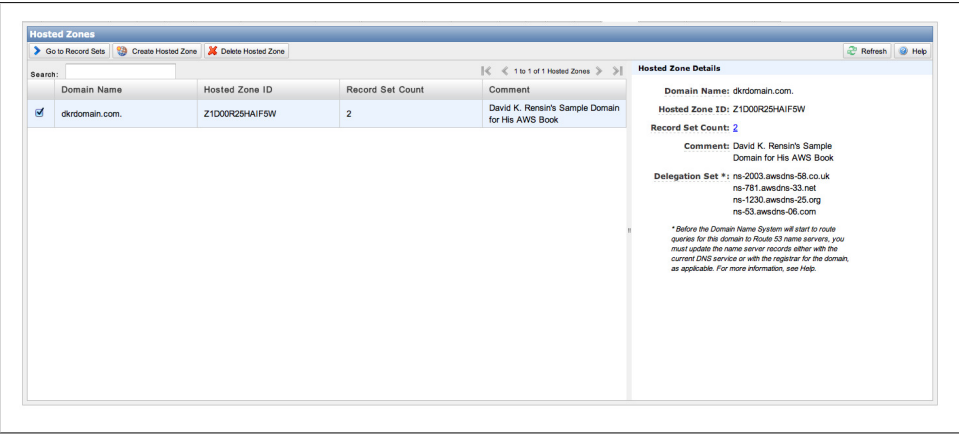 Hosted Zones
Go to Record Sets Create Hosted Zone Delete Hosted Zone Refresh Help
Search: 1 to 1 of 1 Hosted Zones
Domain Name Hosted Zone ID Record Set Count Comment
dkrdomain.com. Z1D00R25HAIF5W 2 David K. Rensin's Sample Domain
for His AWS Book
Hosted Zone Details
Domain Name: dkrdomain.com.
Hosted Zone ID: Z1D00R25HAIF5W
Record Set Count: 2
Comment: David K. Rensin's Sample
Domain for His AWS Book
Delegation Set *: ns-2003.awsdns-58.co.uk
ns-781.awsdns-33.net
ns-1230.awsdns-25.org
ns-53.awsdns-06.com
* Before the Domain Name System will start to route
queries for this domain to Route 53 name servers, you
must update the name server records either with the
current DNS service or with the registrar for the domain,
as applicable. For more information, see Help.